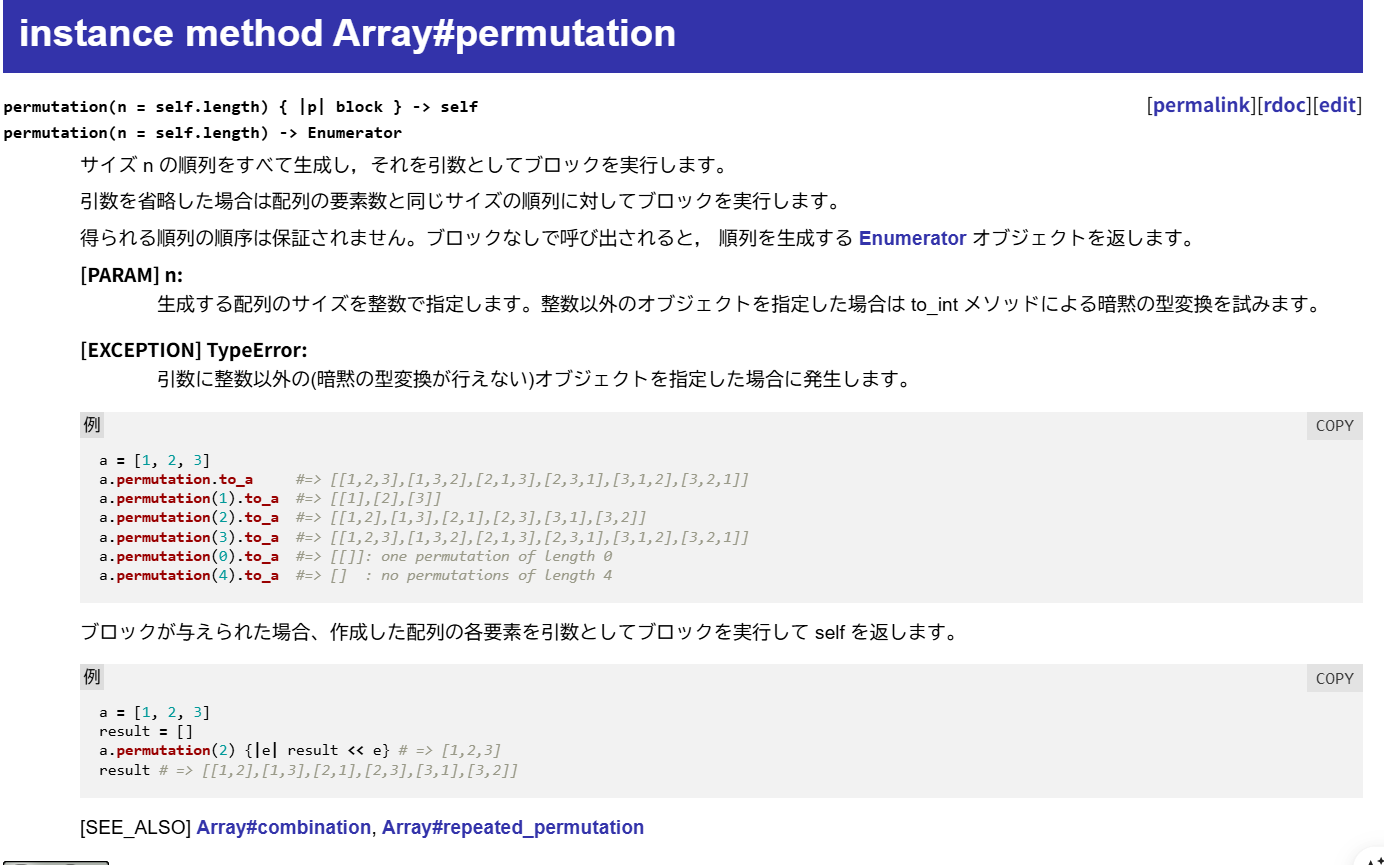 instance method Array#permutation
permutation(n = self.length) { |p| block } -> self
[permalink][rdoc][edit]
permutation(n = self.length) -> Enumerator
サイズ n の順列をすべて生成し，それを引数としてブロックを実行します。
引数を省略した場合は配列の要素数と同じサイズの順列に対してブロックを実行します。
得られる順列の順序は保証されません。ブロックなしで呼び出されると， 順列を生成する Enumerator オブジェクトを返します。
[PARAM] n:
生成する配列のサイズを整数で指定します。整数以外のオブジェクトを指定した場合は to_int メソッドによる暗黙の型変換を試みます。
[EXCEPTION] TypeError:
引数に整数以外の(暗黙の型変換が行えない)オブジェクトを指定した場合に発生します。
例
COPY
a = [1, 2, 3]
a.permutation.to_a     #=> [[1,2,3],[1,3,2],[2,1,3],[2,3,1],[3,1,2],[3,2,1]]
a.permutation(1).to_a  #=> [[1],[2],[3]]
a.permutation(2).to_a  #=> [[1,2],[1,3],[2,1],[2,3],[3,1],[3,2]]
a.permutation(3).to_a  #=> [[1,2,3],[1,3,2],[2,1,3],[2,3,1],[3,1,2],[3,2,1]]
a.permutation(0).to_a  #=> [[]]: one permutation of length 0
a.permutation(4).to_a  #=> []  : no permutations of length 4
ブロックが与えられた場合、作成した配列の各要素を引数としてブロックを実行して self を返します。
例
COPY
a = [1, 2, 3]
result = []
a.permutation(2) {|e| result << e} # => [1,2,3]
result # => [[1,2],[1,3],[2,1],[2,3],[3,1],[3,2]]
[SEE_ALSO] Array#combination, Array#repeated_permutation